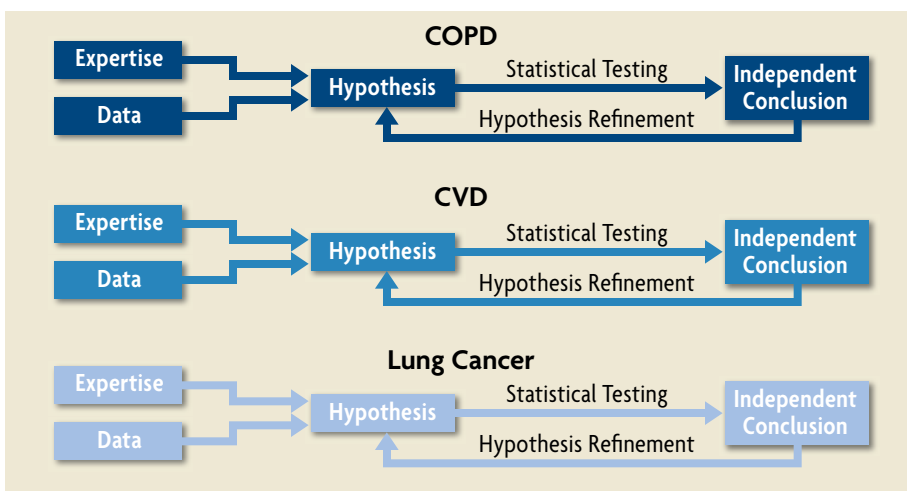 COPD
Expertise
Data
Hypothesis
Statistical Testing
Hypothesis Refinement
Independent
Conclusion
CVD
Expertise
Data
Hypothesis
Statistical Testing
Hypothesis Refinement
Independent
Conclusion
Lung Cancer
Expertise
Data
Hypothesis
Statistical Testing
Hypothesis Refinement
Independent
Conclusion